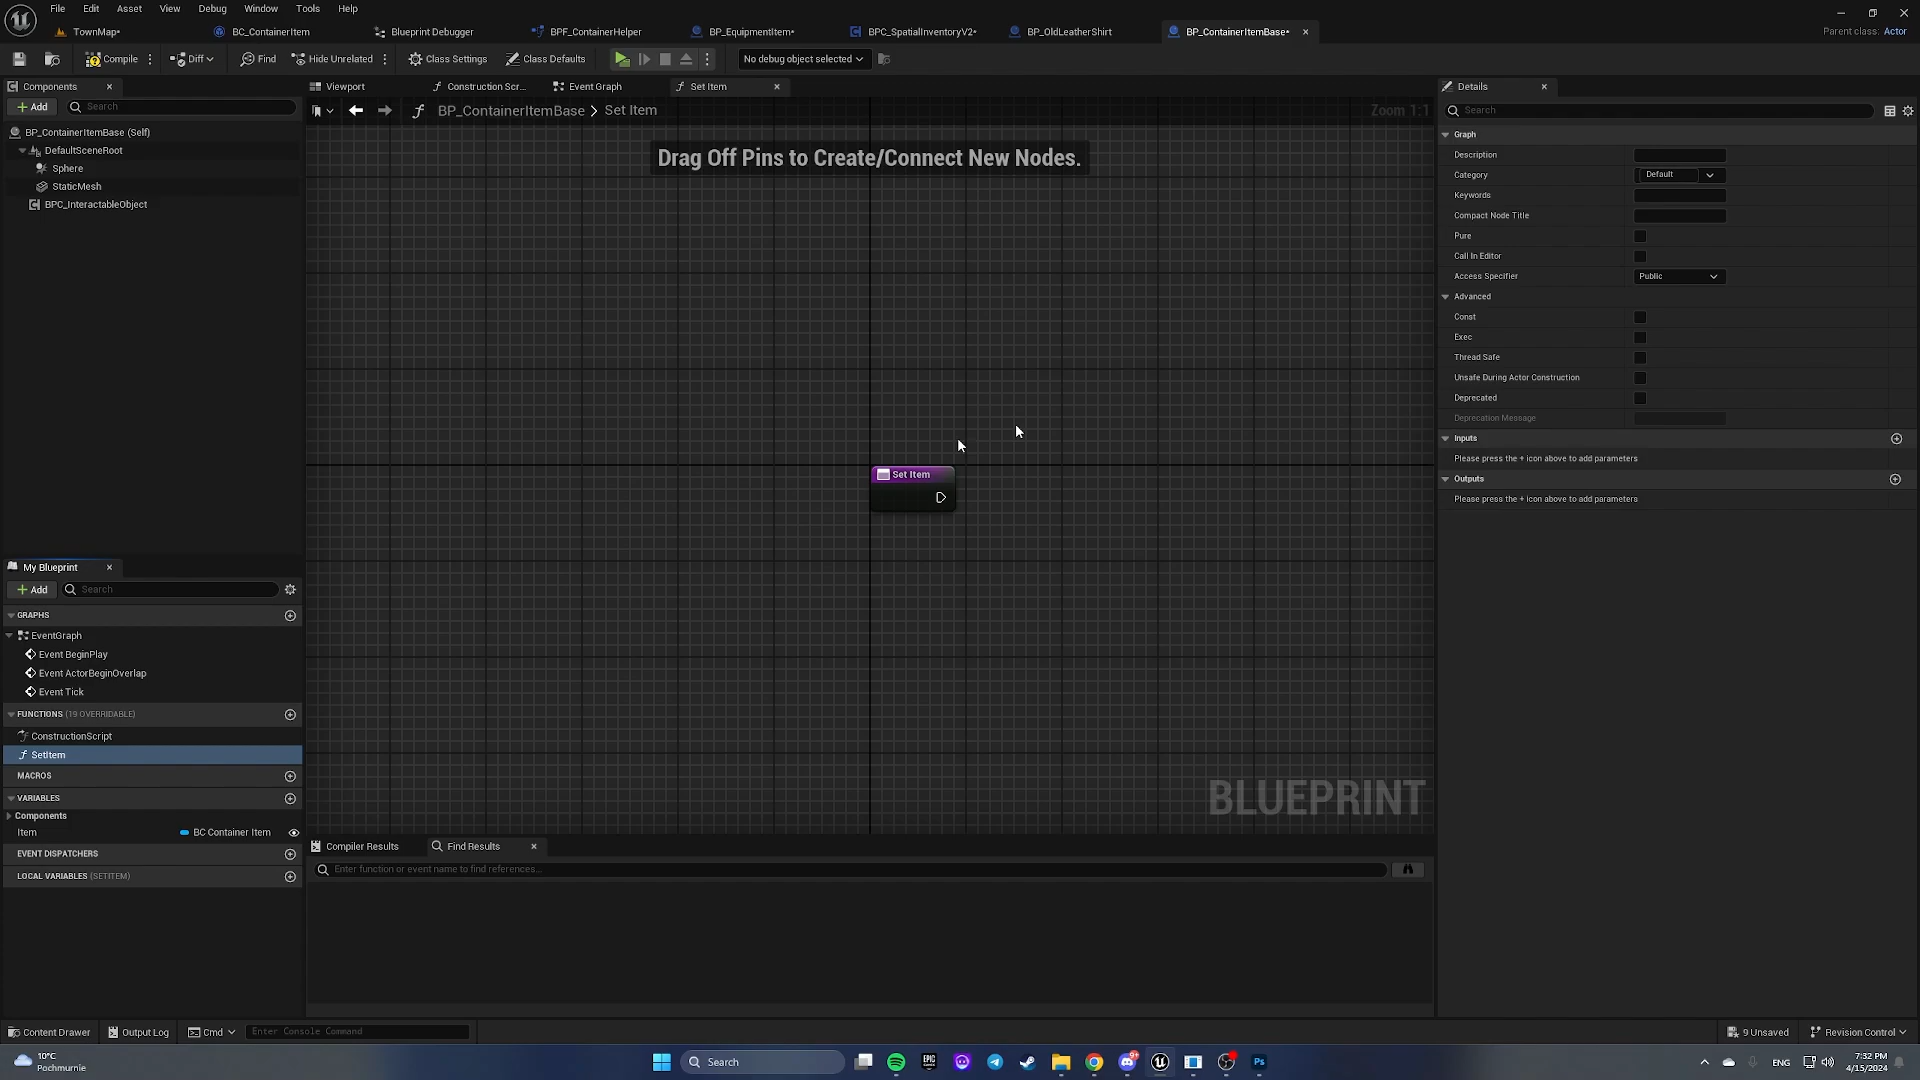 File Edit Asset View Window Debug Tools Help
TownMap• BC_ContainerItem Blueprint Debugger BPF_ContainerHelper BP_EquipmentItem• BPC_SpatialInventoryV2• BP_OldLeatherShirt BP_ContainerItemBase• Parent class: Actor
Compile Diff Find Hide Unrelated Class Settings Class Defaults No debug object selected
Components Viewport Construction Scr... Event Graph Set Item Details
Add Search BP_ContainerItemBase > Set Item Zoom 1:1 Search
Drag Off Pins to Create/Connect New Nodes.
BP_ContainerItemBase (Self)
DefaultSceneRoot
Sphere
StaticMesh
BPC_InteractableObject
Set Item
BLUEPRINT
Graph
Description
Category Default
Keywords
Compact Node Title
Pure
Call In Editor
Access Specifier Public
Advanced
Const
Exec
Thread Safe
Unsafe During Actor Construction
Deprecated
Deprecation Message
Inputs
Please press the + icon above to add parameters
Outputs
Please press the + icon above to add parameters
My Blueprint
Add Search
GRAPHS
EventGraph
Event BeginPlay
Event ActorBeginOverlap
Event Tick
FUNCTIONS (19 OVERRIDABLE)
ConstructionScript
SetItem
MACROS
VARIABLES
Components
Item BC Container Item
EVENT DISPATCHERS
LOCAL VARIABLES (SETITEM)
Compiler Results Find Results
Enter function or event name to find references...
Content Drawer Output Log Cmd Enter Console Command 9 Unsaved Revision Control
10°C
Pochmurnie
Search
EPIC GAMES
Ps
ENG
7:32 PM
4/15/2024